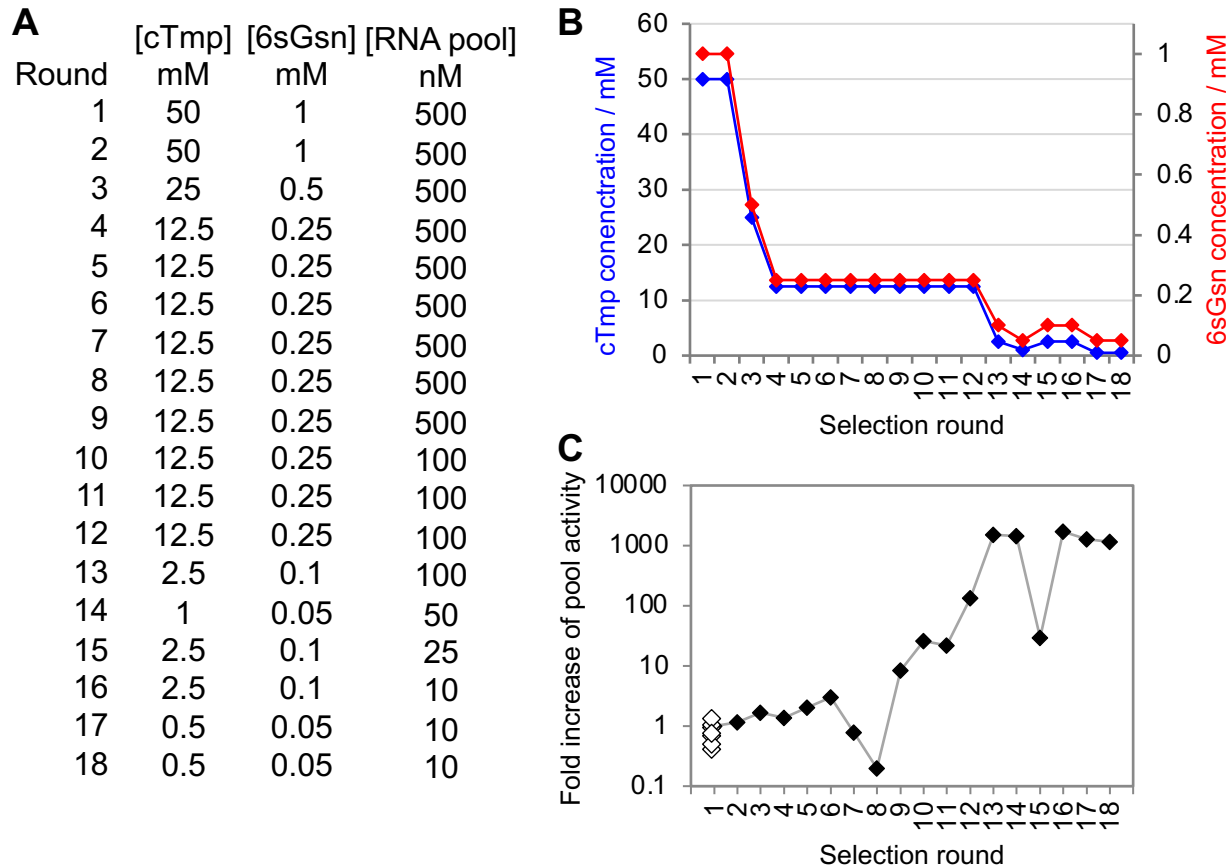 A
[cTmp] [6sGsn] [RNA pool]
Round mM mM nM
1 50 1 500
2 50 1 500
3 25 0.5 500
4 12.5 0.25 500
5 12.5 0.25 500
6 12.5 0.25 500
7 12.5 0.25 500
8 12.5 0.25 500
9 12.5 0.25 500
10 12.5 0.25 100
11 12.5 0.25 100
12 12.5 0.25 100
13 2.5 0.1 100
14 1 0.05 50
15 2.5 0.1 25
16 2.5 0.1 10
17 0.5 0.05 10
18 0.5 0.05 10
B
cTmp conenctration / mM
60
50
40
30
20
10
0
1
0.8
0.6
0.4
0.2
0
6sGsn concentration / mM
1 2 3 4 5 6 7 8 9 10 11 12 13 14 15 16 17 18
Selection round
C
Fold increase of pool activity
10000
1000
100
10
1
0.1
1 2 3 4 5 6 7 8 9 10 11 12 13 14 15 16 17 18
Selection round